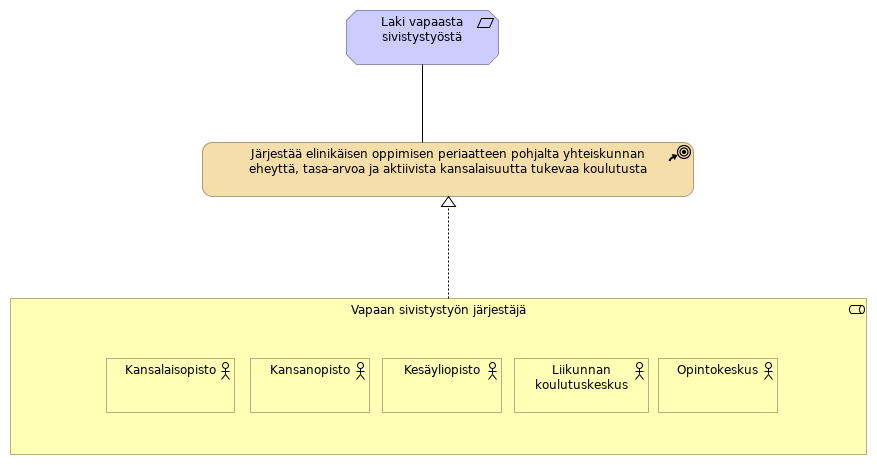 Laki vapaasta
sivistystyöstä
Järjestää elinikäisen oppimisen periaatteen pohjalta yhteiskunnan
eheyttä, tasa-arvoa ja aktiivista kansalaisuutta tukevaa koulutusta
Vapaan sivistystyön järjestäjä
Kansalaisopisto
Kansanopisto
Kesäyliopisto
Liikunnan
koulutuskeskus
Opintokeskus